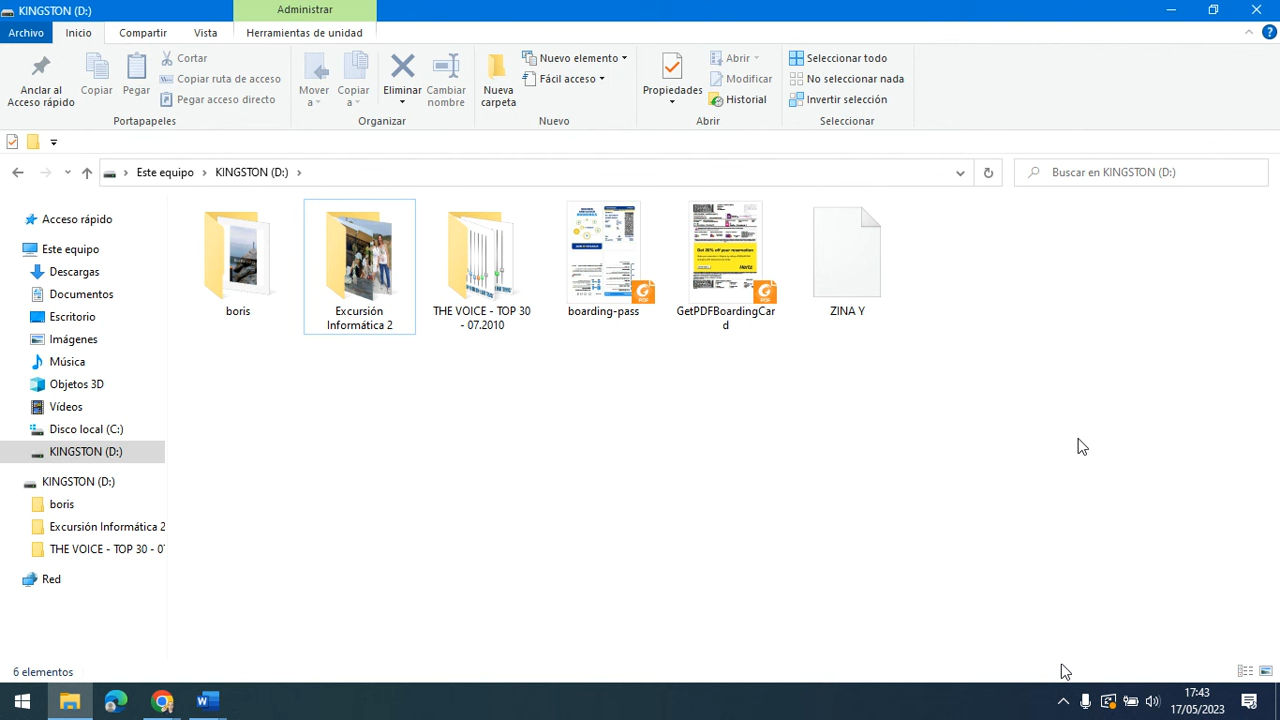 KINGSTON (D:)
Administrar
Archivo
Inicio
Compartir
Vista
Herramientas de unidad
Anclar al
Acceso rápido
Copiar
Pegar
Cortar
Copiar ruta de acceso
Pegar acceso directo
Portapapeles
Mover
a
Copiar
a
Eliminar
Cambiar
nombre
Organizar
Nueva
carpeta
Nuevo elemento
Fácil acceso
Nuevo
Propiedades
Abrir
Modificar
Historial
Abrir
Seleccionar todo
No seleccionar nada
Invertir selección
Seleccionar
Este equipo
KINGSTON (D:)
Buscar en KINGSTON (D:)
Acceso rápido
Este equipo
Descargas
Documentos
Escritorio
Imágenes
Música
Objetos 3D
Vídeos
Disco local (C:)
KINGSTON (D:)
KINGSTON (D:)
boris
Excursión Informática 2
THE VOICE - TOP 30 - 07
Red
boris
Excursión
Informática 2
THE VOICE - TOP 30
- 07.2010
PDF
boarding-pass
Hertz
PDF
GetPDFBoardingCar
d
ZINA Y
6 elementos
17:43
17/05/2023